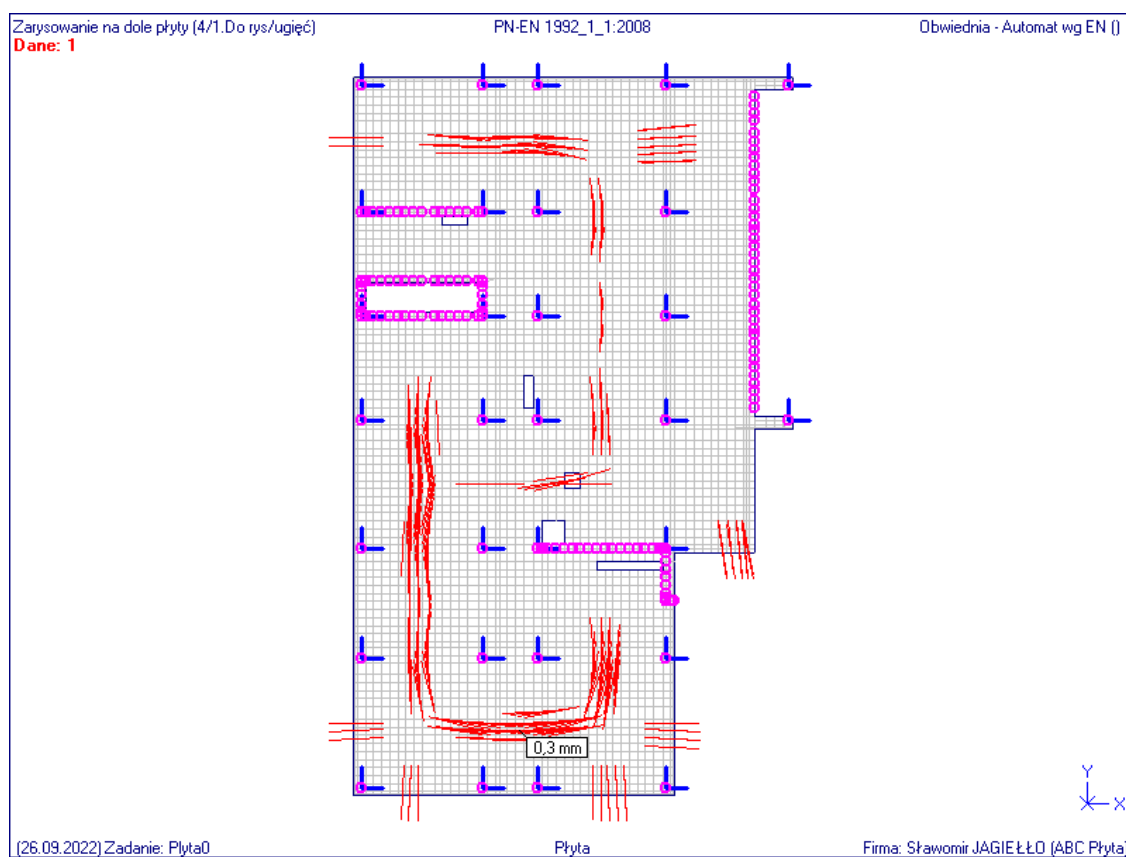 Zarysowanie na dole płyty (4/1.Do rys/ugięć) PN-EN 1992_1_1:2008 Obwiednia - Automat wg EN ()
Dane: 1
0,3 mm
Y
X
(26.09.2022) Zadanie: Plyta0 Płyta Firma: Sławomir JAGIEŁŁO (ABC Płyta)